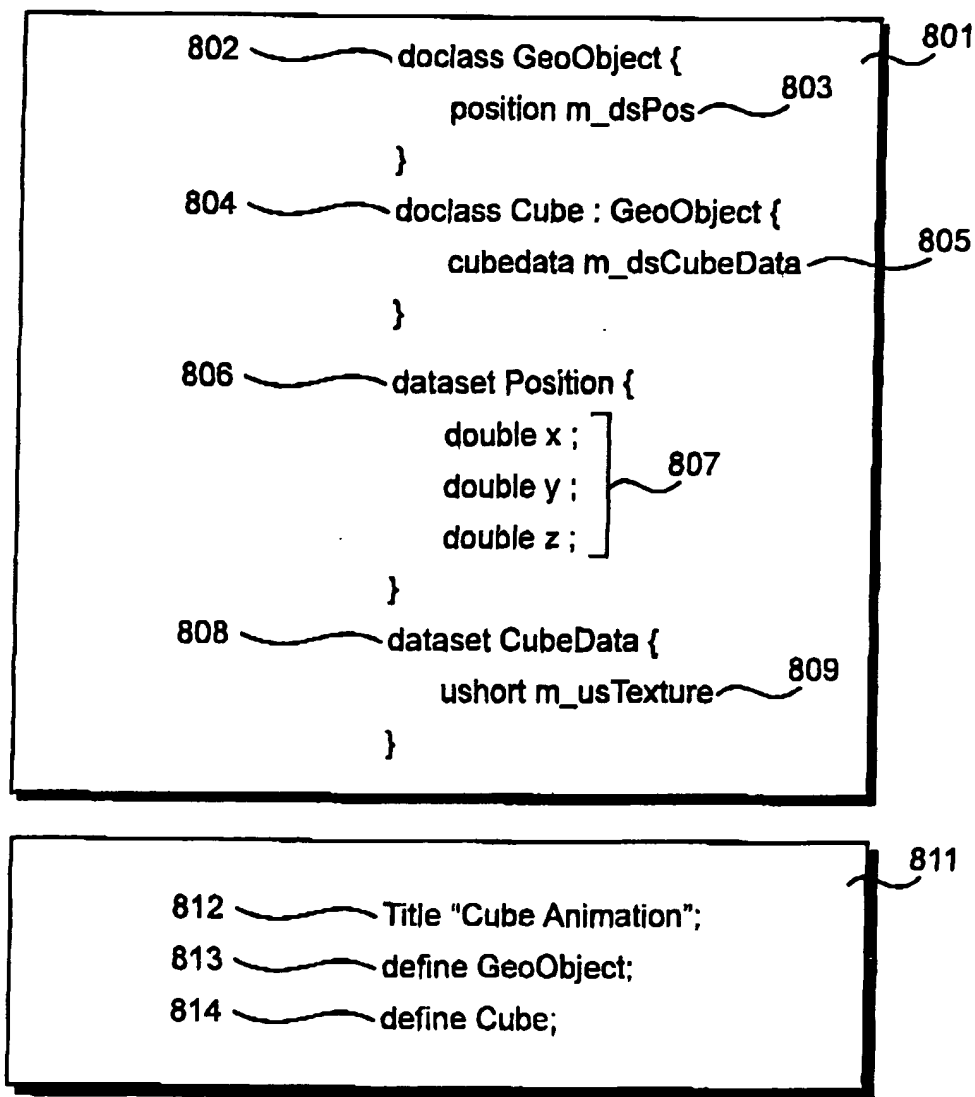 802 doclass GeoObject { 801
position m_dsPos 803
}
804 doclass Cube : GeoObject {
cubedata m_dsCubeData 805
}
806 dataset Position {
double x ;
double y ; 807
double z ;
}
808 dataset CubeData {
ushort m_usTexture 809
}
811
812 Title “Cube Animation”;
813 define GeoObject;
814 define Cube;